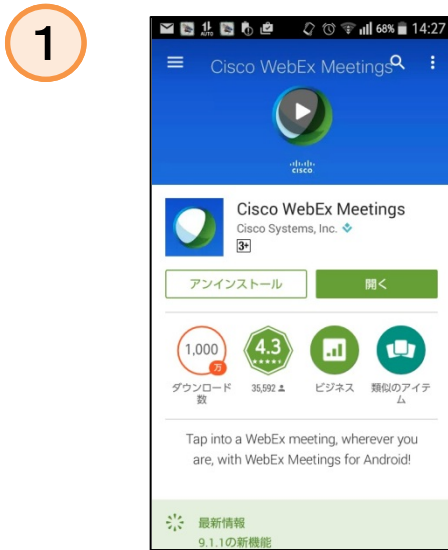 1
AUTO 68% 14:27
Cisco WebEx Meetings
CISCO
Cisco WebEx Meetings
Cisco Systems, Inc.
3+
アンインストール 開く
1,000
万
4.3
ダウンロード
数
35,592
ビジネス
類似のアイテ
ム
Tap into a WebEx meeting, wherever you
are, with WebEx Meetings for Android!
最新情報
9.1.1の新機能